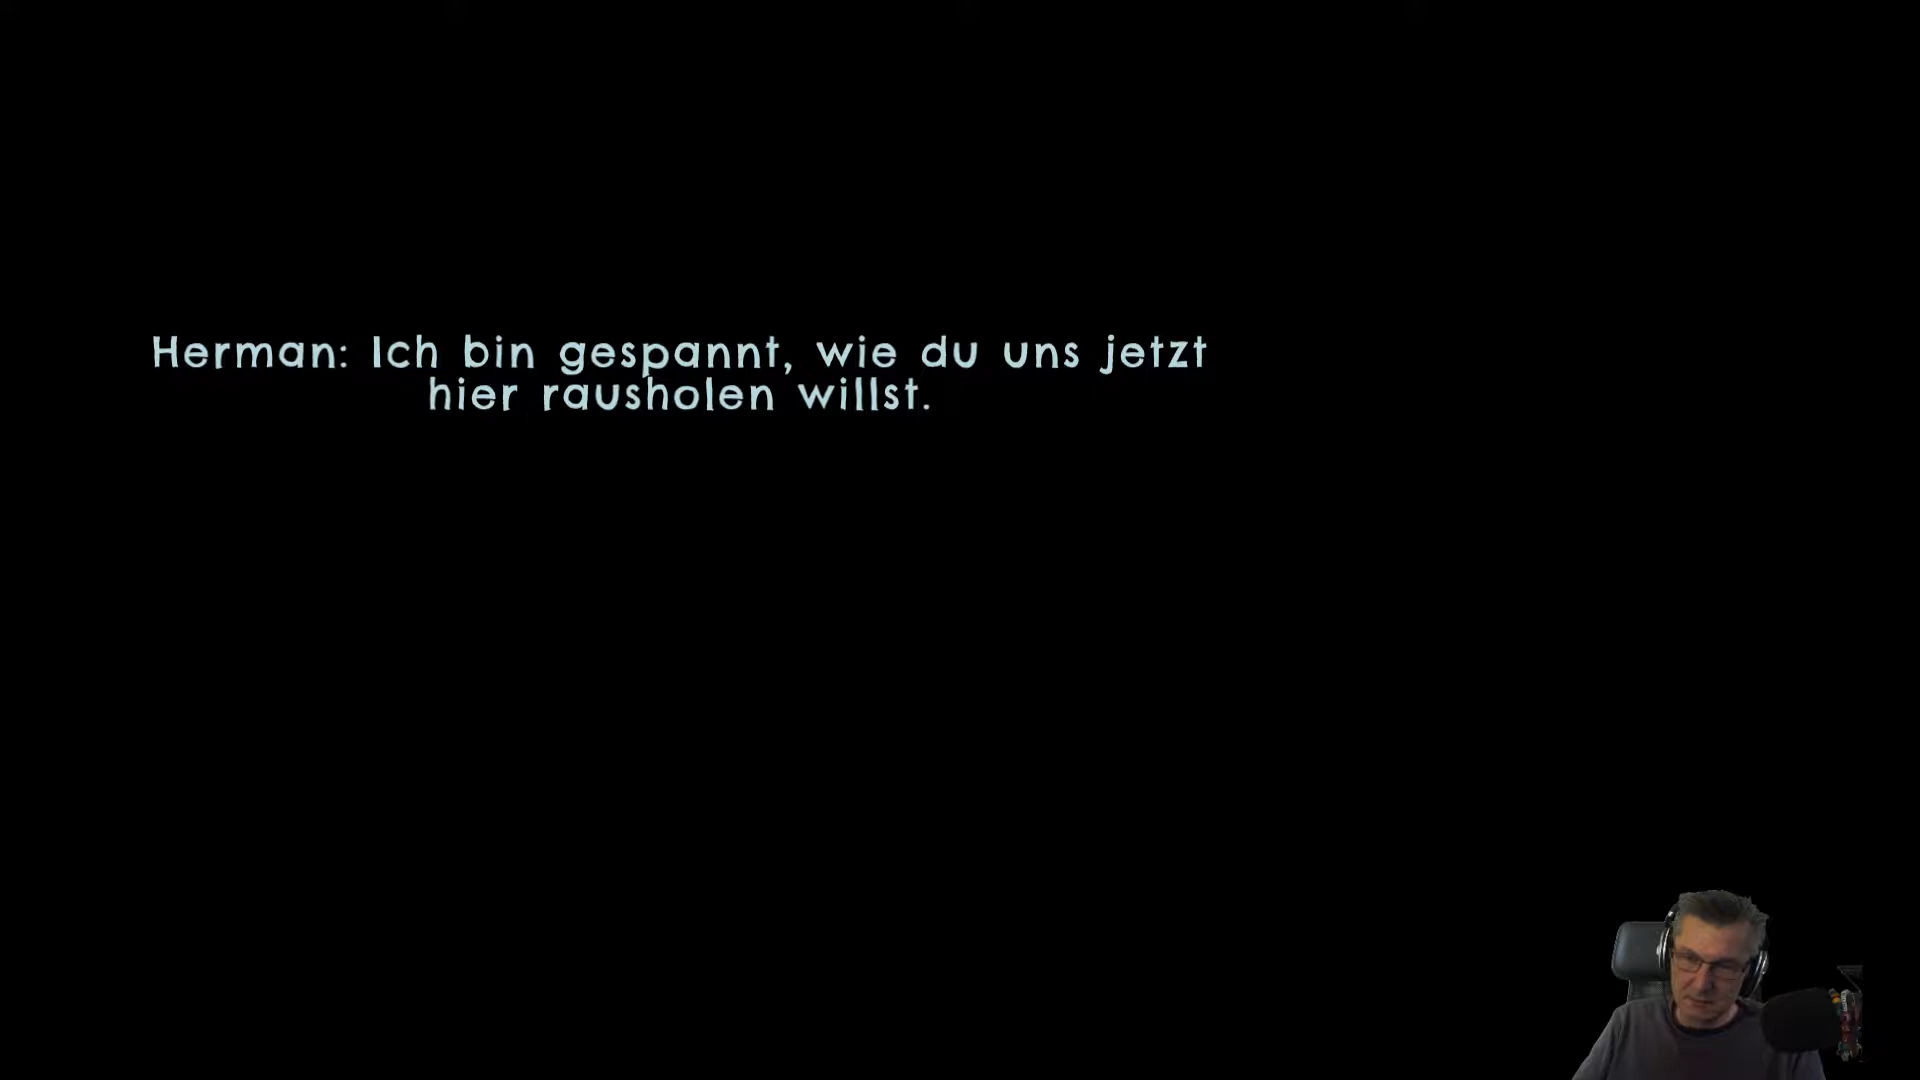 Herman: Ich bin gespannt, wie du uns jetzt
hier rausholen willst.